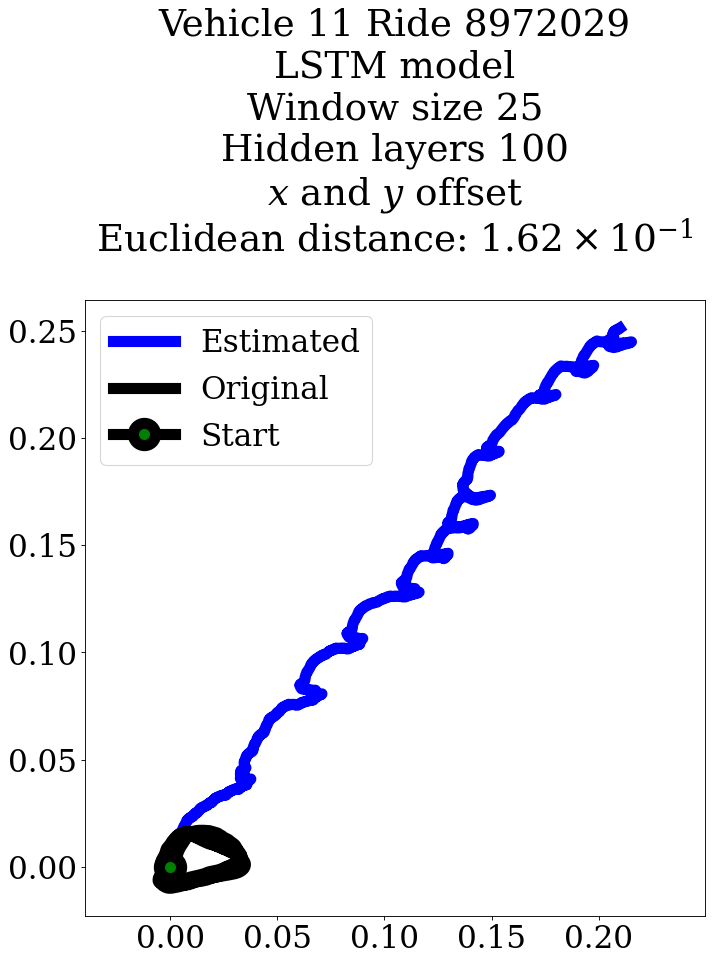 Vehicle 11 Ride 8972029
LSTM model
Window size 25
Hidden layers 100
x and y offset
Euclidean distance: 1.62 × 10⁻¹
Estimated
Original
Start
0.25
0.20
0.15
0.10
0.05
0.00
0.00 0.05 0.10 0.15 0.20